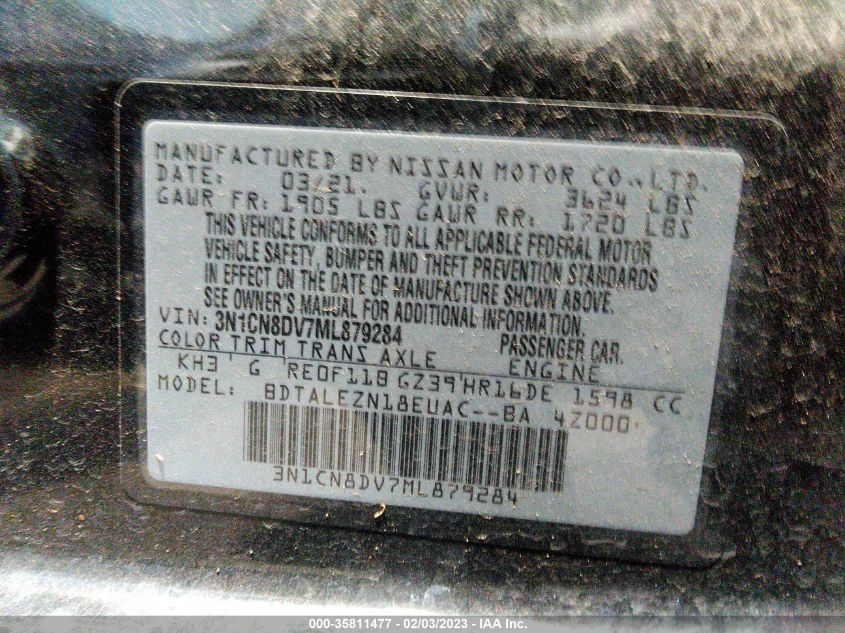 MANUFACTURED BY NISSAN MOTOR CO., LTD.
DATE: 03/21. GVWR: 3624 LBS
GAWR FR: 1905 LBS GAWR RR: 1720 LBS
THIS VEHICLE CONFORMS TO ALL APPLICABLE FEDERAL MOTOR
VEHICLE SAFETY, BUMPER AND THEFT PREVENTION STANDARDS
IN EFFECT ON THE DATE OF MANUFACTURE SHOWN ABOVE.
SEE OWNER'S MANUAL FOR ADDITIONAL INFORMATION.
VIN: 3N1CN8DV7ML879284 PASSENGER CAR.
COLOR TRIM TRANS AXLE ENGINE
KH3 G RE0F11B GZ39 HR16DE 1598 CC
MODEL: BDTALEZN18EUAC--BA 4Z000
3N1CN8DV7ML879284
000-35811477 — 02/03/2023 — IAA Inc.